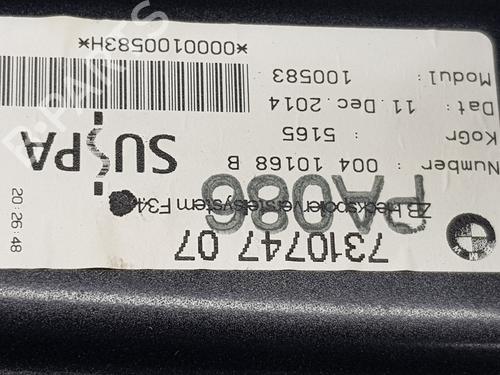 7310747 07
ZB Heckspoilerverstellsystem F34
PA086
Number : 004 10168 B
KoGr : 5165
Dat : 11. Dec. 2014
Modul : 100583
SUSPA
20:26:48
*0000100583H*
BMW